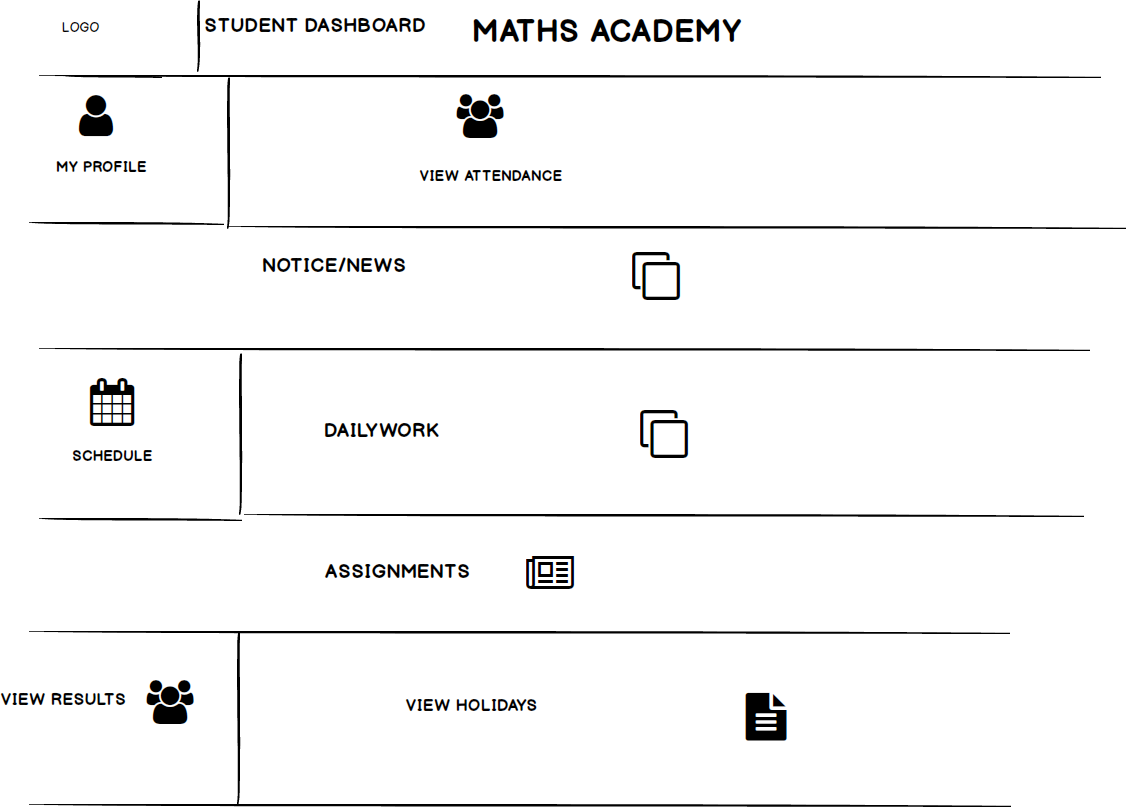 LOGO
STUDENT DASHBOARD
MATHS ACADEMY
MY PROFILE
VIEW ATTENDANCE
NOTICE/NEWS
SCHEDULE
DAILYWORK
ASSIGNMENTS
VIEW RESULTS
VIEW HOLIDAYS